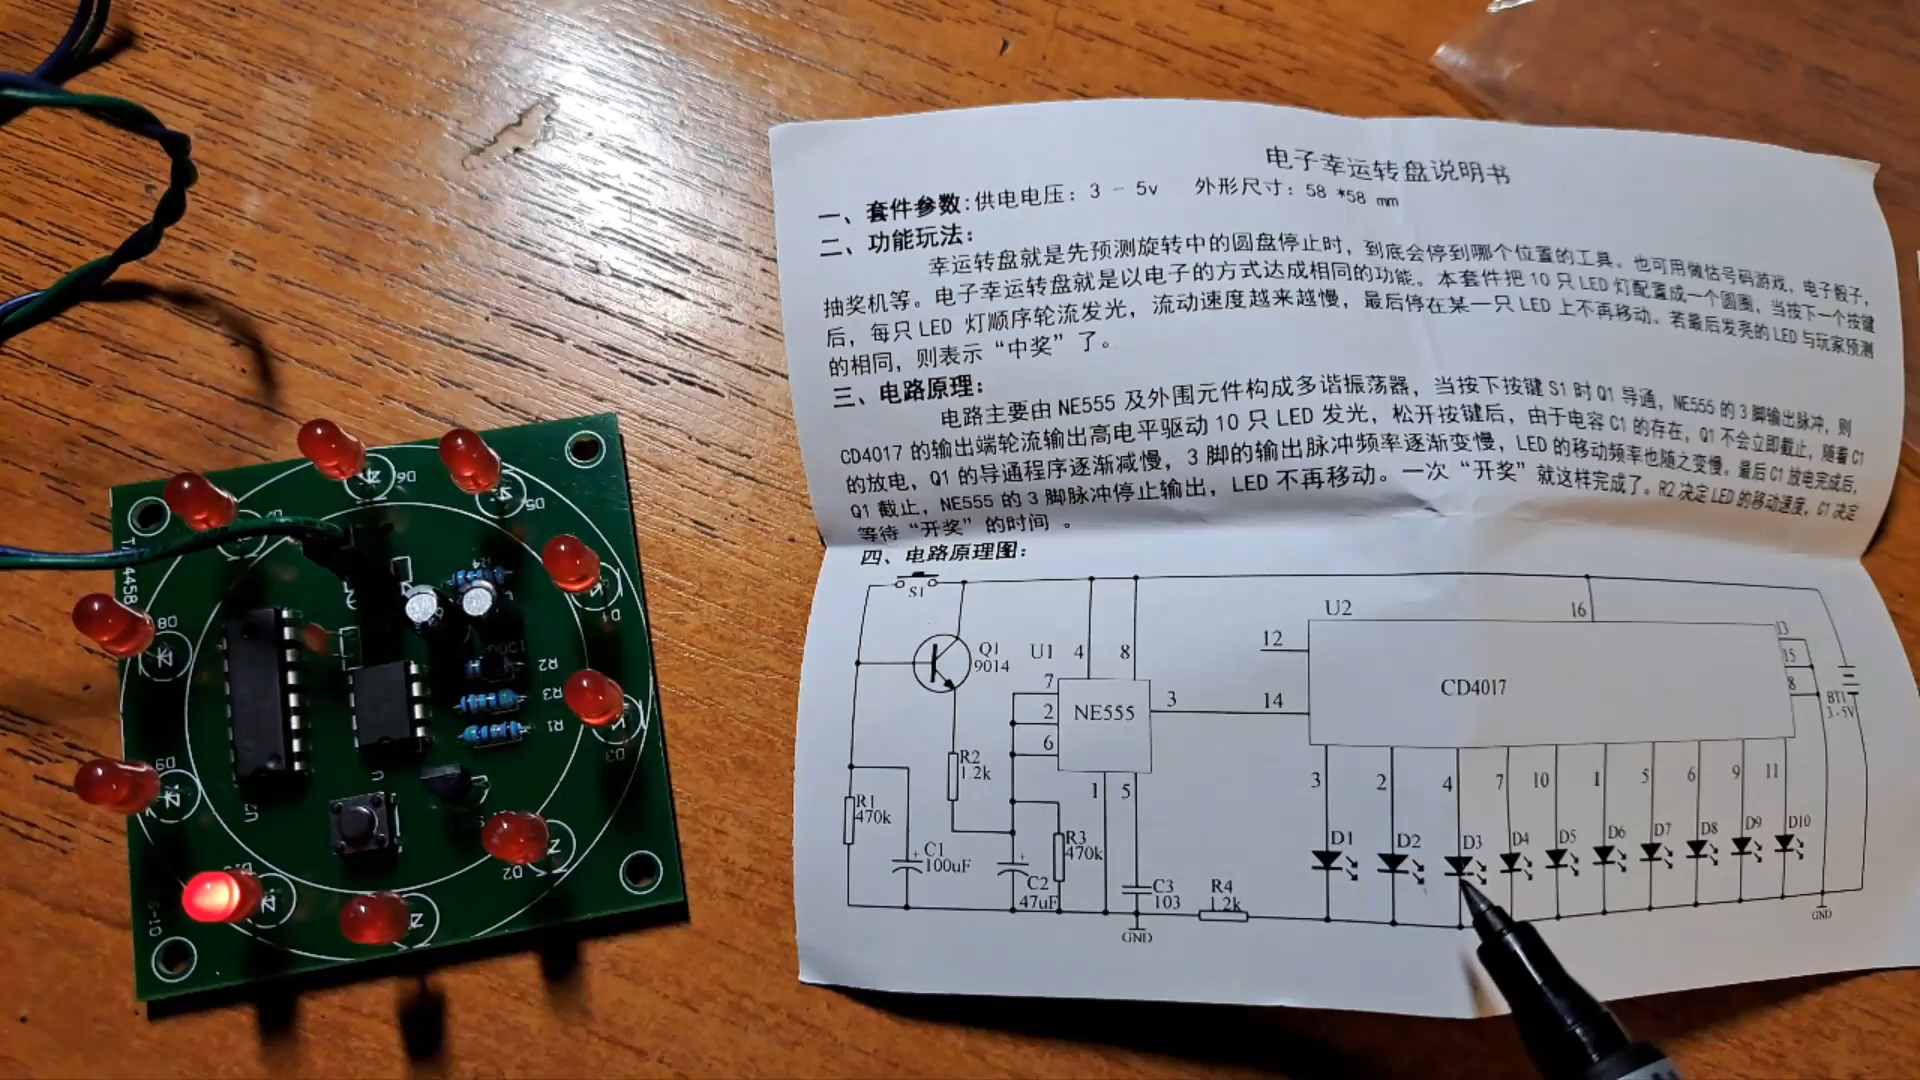 电子幸运转盘说明书
一、套件参数:供电电压: 3 - 5v 外形尺寸: 58 *58 mm
二、功能玩法:
幸运转盘就是先预测旋转中的圆盘停止时,到底会停到哪个位置的工具。也可用做估号码游戏,电子骰子,
抽奖机等。电子幸运转盘就是以电子的方式达成相同的功能。本套件把 10 只 LED 灯配置成一个圆圈,当按下一个按键
后,每只 LED 灯顺序轮流发光,流动速度越来越慢,最后停在某一只 LED 上不再移动。若最后发亮的 LED 与玩家预测
的相同,则表示“中奖”了。
三、电路原理:
电路主要由 NE555 及外围元件构成多谐振荡器,当按下按键 S1 时 Q1 导通,NE555 的 3 脚输出脉冲,则
CD4017 的输出端轮流输出高电平驱动 10 只 LED 发光,松开按键后,由于电容 C1 的存在,Q1 不会立即截止,随着 C1
的放电,Q1 的导通程序逐渐减慢,3 脚的输出脉冲频率逐渐变慢,LED 的移动频率也随之变慢。最后 C1 放电完成后,
Q1 截止,NE555 的 3 脚脉冲停止输出,LED 不再移动。一次“开奖”就这样完成了。R2 决定 LED 的移动速度,C1 决定
等待“开奖”的时间 。
四、电路原理图:
S1
U2
16
12
13
Q1
9014
U1 4 8
15
7
8
CD4017
BT1
3-5V
2
NE555
3
14
6
R2
1.2k
1 5
3 2 4 7 10 1 5 6 9 11
R1
470k
R3
470k
D1 D2 D3 D4 D5 D6 D7 D8 D9 D10
C1
100uF
C2
47uF
C3
103
R4
1.2k
GND
GND
D6
D5
R4
D1
D8
R2
R3
R1
D3
D9
D2